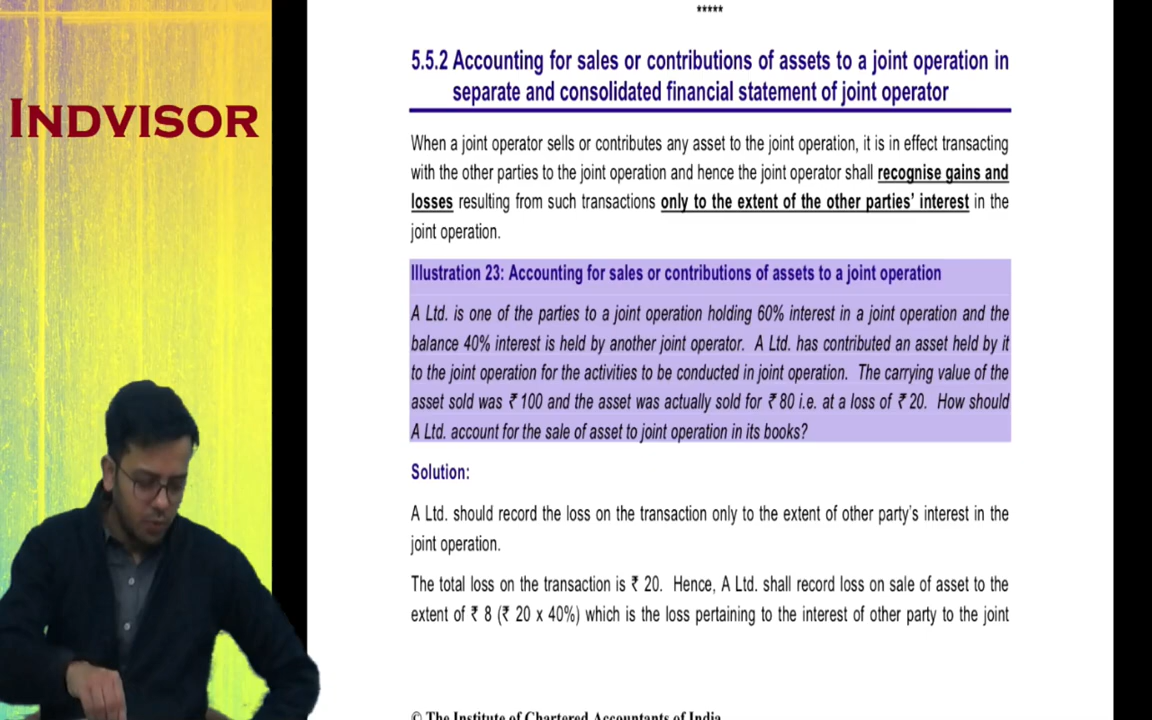 INDVISOR
*****
5.5.2 Accounting for sales or contributions of assets to a joint operation in
separate and consolidated financial statement of joint operator
When a joint operator sells or contributes any asset to the joint operation, it is in effect transacting
with the other parties to the joint operation and hence the joint operator shall recognise gains and
losses resulting from such transactions only to the extent of the other parties' interest in the
joint operation.
Illustration 23: Accounting for sales or contributions of assets to a joint operation
A Ltd. is one of the parties to a joint operation holding 60% interest in a joint operation and the
balance 40% interest is held by another joint operator. A Ltd. has contributed an asset held by it
to the joint operation for the activities to be conducted in joint operation. The carrying value of the
asset sold was ₹ 100 and the asset was actually sold for ₹ 80 i.e. at a loss of ₹ 20. How should
A Ltd. account for the sale of asset to joint operation in its books?
Solution:
A Ltd. should record the loss on the transaction only to the extent of other party's interest in the
joint operation.
The total loss on the transaction is ₹ 20. Hence, A Ltd. shall record loss on sale of asset to the
extent of ₹ 8 (₹ 20 x 40%) which is the loss pertaining to the interest of other party to the joint
© The Institute of Chartered Accountants of India